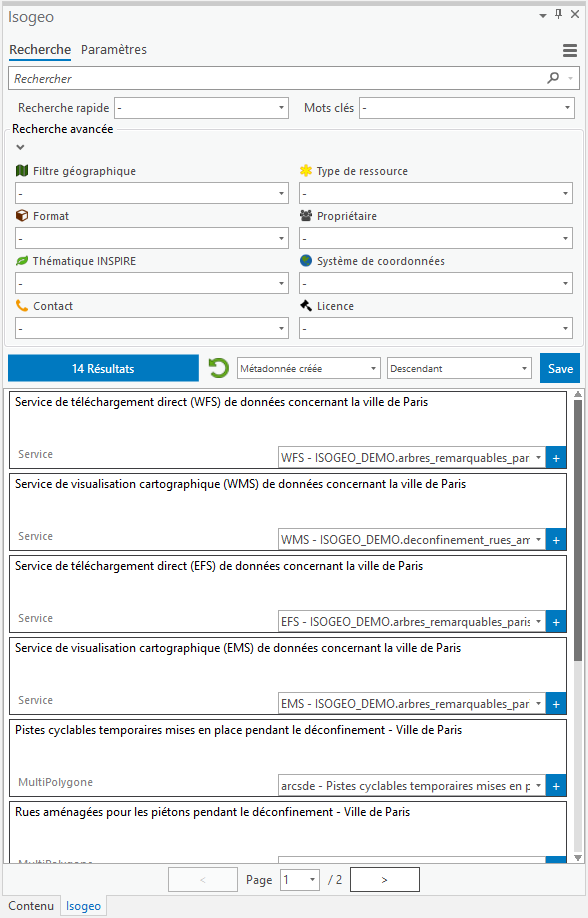 Isogeo
Recherche Paramètres
Rechercher
Recherche rapide - Mots clés -
Recherche avancée
Filtre géographique Type de ressource
- -
Format Propriétaire
- -
Thématique INSPIRE Système de coordonnées
- -
Contact Licence
- -
14 Résultats Métadonnée créée Descendant Save
Service de téléchargement direct (WFS) de données concernant la ville de Paris
Service WFS - ISOGEO_DEMO.arbres_remarquables_par +
Service de visualisation cartographique (WMS) de données concernant la ville de Paris
Service WMS - ISOGEO_DEMO.deconfinement_rues_am +
Service de téléchargement direct (EFS) de données concernant la ville de Paris
Service EFS - ISOGEO_DEMO.arbres_remarquables_paris +
Service de visualisation cartographique (EMS) de données concernant la ville de Paris
Service EMS - ISOGEO_DEMO.arbres_remarquables_par +
Pistes cyclables temporaires mises en place pendant le déconfinement - Ville de Paris
MultiPolygone arcsde - Pistes cyclables temporaires mises en p +
Rues aménagées pour les piétons pendant le déconfinement - Ville de Paris
MultiPolygone
< Page 1 / 2 >
Contenu Isogeo